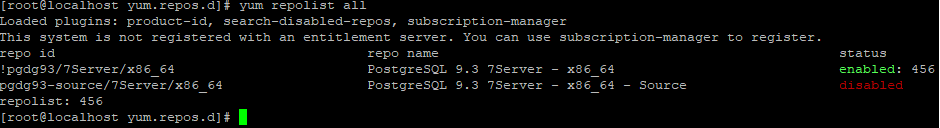 [root@localhost yum.repos.d]# yum repolist all
Loaded plugins: product-id, search-disabled-repos, subscription-manager
This system is not registered with an entitlement server. You can use subscription-manager to register.
repo id repo name status
!pgdg93/7Server/x86_64 PostgreSQL 9.3 7Server - x86_64 enabled: 456
pgdg93-source/7Server/x86_64 PostgreSQL 9.3 7Server - x86_64 - Source disabled
repolist: 456
[root@localhost yum.repos.d]#